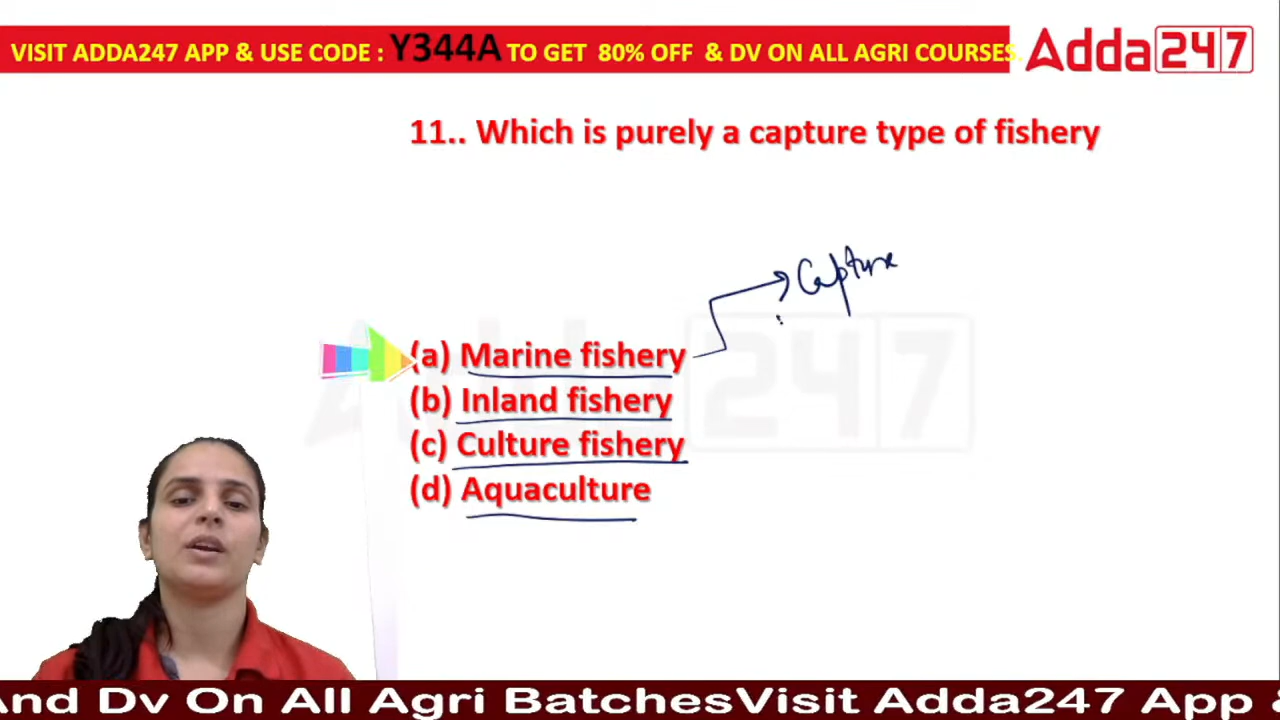 VISIT ADDA247 APP & USE CODE : Y344A TO GET 80% OFF & DV ON ALL AGRI COURSES.
Adda247
11.. Which is purely a capture type of fishery
Capture
(a) Marine fishery
(b) Inland fishery
(c) Culture fishery
(d) Aquaculture
Adda247
And Dv On All Agri BatchesVisit Adda247 App &